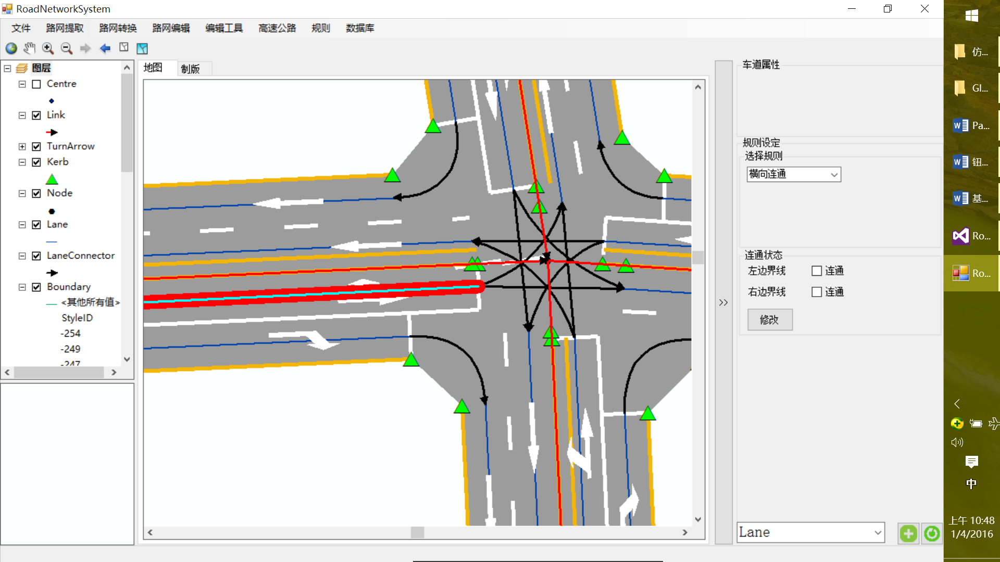 RoadNetworkSystem
文件 路网提取 路网转换 路网编辑 编辑工具 高速公路 规则 数据库
图层
Centre
Link
TurnArrow
Kerb
Node
Lane
LaneConnector
Boundary
<其他所有值>
StyleID
-254
-249
-247
地图 制版
>>
车道属性
规则设定
选择规则
横向连通
连通状态
左边界线 连通
右边界线 连通
修改
Lane
仿...
Gl...
Pa...
钮...
基...
Ro...
Ro...
中
上午 10:48
1/4/2016